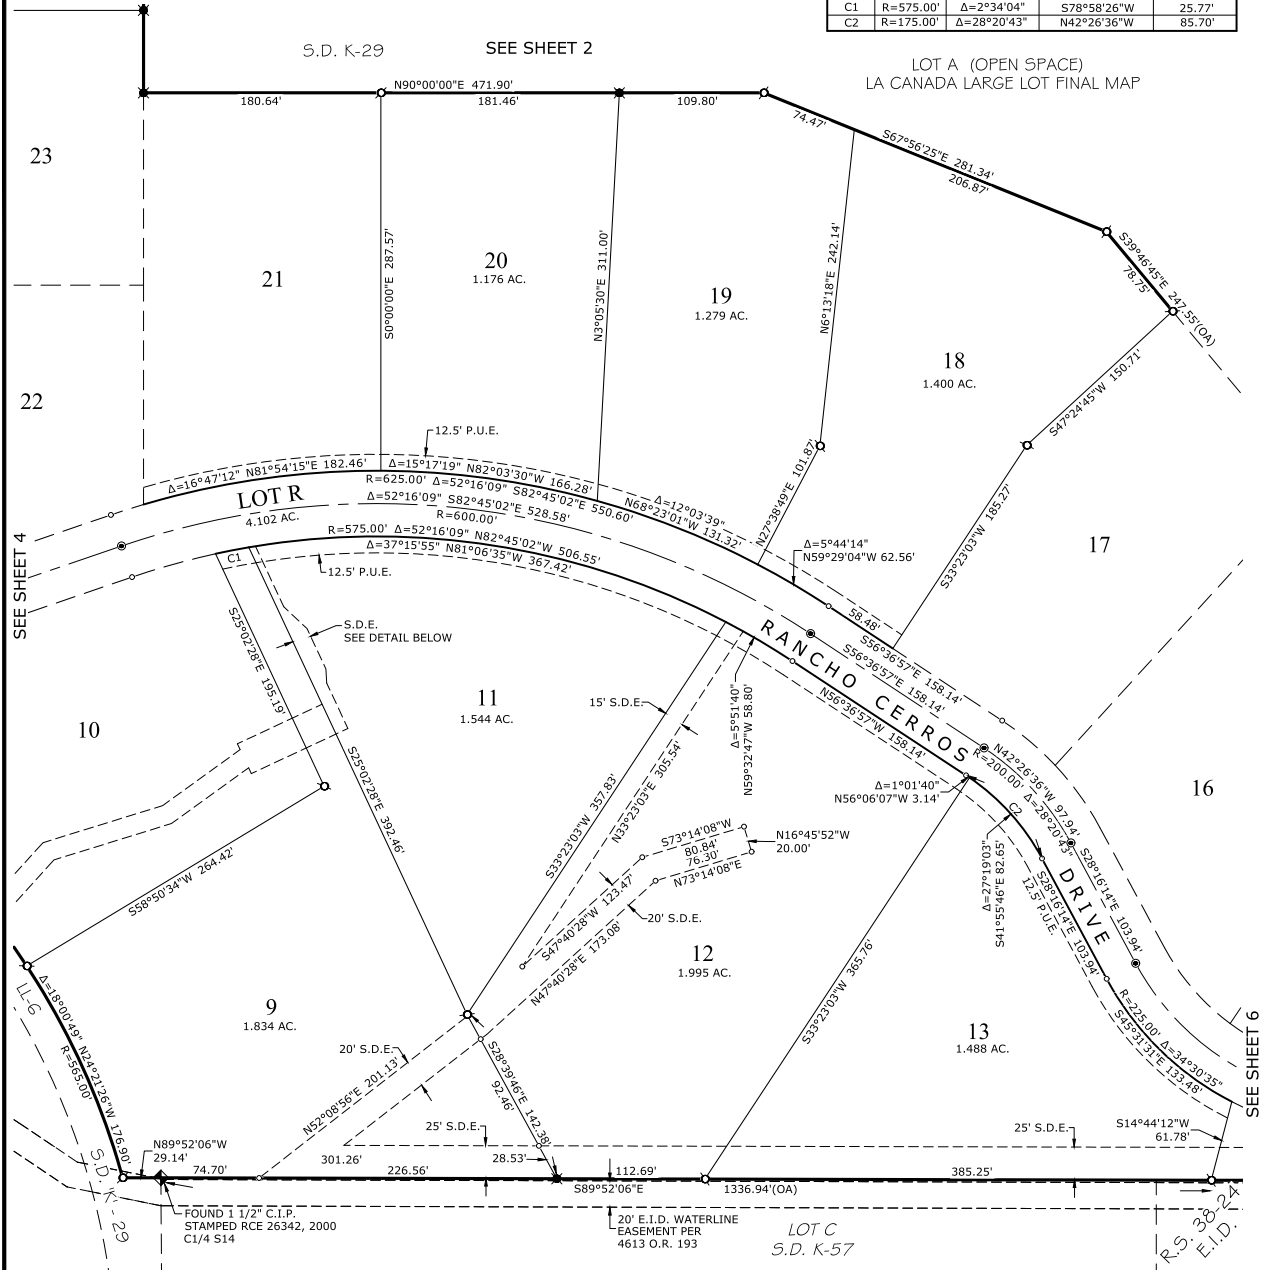 C1 R=575.00' Δ=2°34'04" S78°58'26"W 25.77'
C2 R=175.00' Δ=28°20'43" N42°26'36"W 85.70'
S.D. K-29
SEE SHEET 2
LOT A (OPEN SPACE)
LA CANADA LARGE LOT FINAL MAP
N90°00'00"E 471.90'
180.64'
181.46'
109.80'
74.47'
S67°56'25"E 281.34'
206.87'
S39°46'45"E 247.55'(OA)
78.75'
23
21
S0°00'00"E 287.57'
20
1.176 AC.
N3°05'30"E 311.00'
19
1.279 AC.
N6°13'18"E 242.14'
18
1.400 AC.
S47°24'45"W 150.71'
22
12.5' P.U.E.
Δ=16°47'12" N81°54'15"E 182.46'
Δ=15°17'19" N82°03'30"W 166.28'
R=625.00' Δ=52°16'09" S82°45'02"E 550.60'
Δ=12°03'39"
N68°23'01"W 131.32'
N27°38'49"E 101.87'
S33°23'03"W 185.27'
17
LOT R
4.102 AC.
Δ=52°16'09" S82°45'02"E 528.58'
R=600.00'
R=575.00' Δ=52°16'09" N82°45'02"W 506.55'
Δ=37°15'55" N81°06'35"W 367.42'
Δ=5°44'14"
N59°29'04"W 62.56'
SEE SHEET 4
C1
12.5' P.U.E.
58.48'
S56°36'57"E 158.14'
S56°36'57"E 158.14'
RANCHO CERROS DRIVE
S25°02'28"E 195.19'
S.D.E.
SEE DETAIL BELOW
11
1.544 AC.
15' S.D.E.
Δ=5°51'40"
N59°32'47"W 58.80'
N56°36'57"W 158.14'
10
S25°02'28"E 392.46'
S33°23'03"W 357.83'
N33°23'03"E 305.54'
N42°26'36"W 97.94'
R=200.00' Δ=28°20'43"
Δ=1°01'40"
N56°06'07"W 3.14'
C2
16
S73°14'08"W
80.84'
76.30'
N73°14'08"E
N16°45'52"W
20.00'
Δ=27°19'03"
S41°55'46"E 82.65'
S28°16'14"E 103.94'
S28°16'14"E 103.94'
12.5' P.U.E.
S58°50'34"W 264.42'
S47°40'28"W 123.47'
20' S.D.E.
N47°40'28"E 173.08'
12
1.995 AC.
S33°23'03"W 365.76'
LL-6
Δ=18°00'49" N24°21'26"W 176.90'
R=565.00'
9
1.834 AC.
20' S.D.E.
N52°08'56"E 201.13'
S28°39'46"E 142.38'
92.46'
13
1.488 AC.
R=225.00' Δ=34°30'35"
S45°31'31"E 133.48'
SEE SHEET 6
N89°52'06"W
29.14'
25' S.D.E.
25' S.D.E.
S14°44'12"W
61.78'
74.70'
301.26'
226.56'
28.53'
112.69'
385.25'
S89°52'06"E
1336.94'(OA)
S.D. K-29
FOUND 1 1/2" C.I.P.
STAMPED RCE 26342, 2000
C1/4 S14
20' E.I.D. WATERLINE
EASEMENT PER
4613 O.R. 193
LOT C
S.D. K-57
R.S. 38-24
E.I.D.